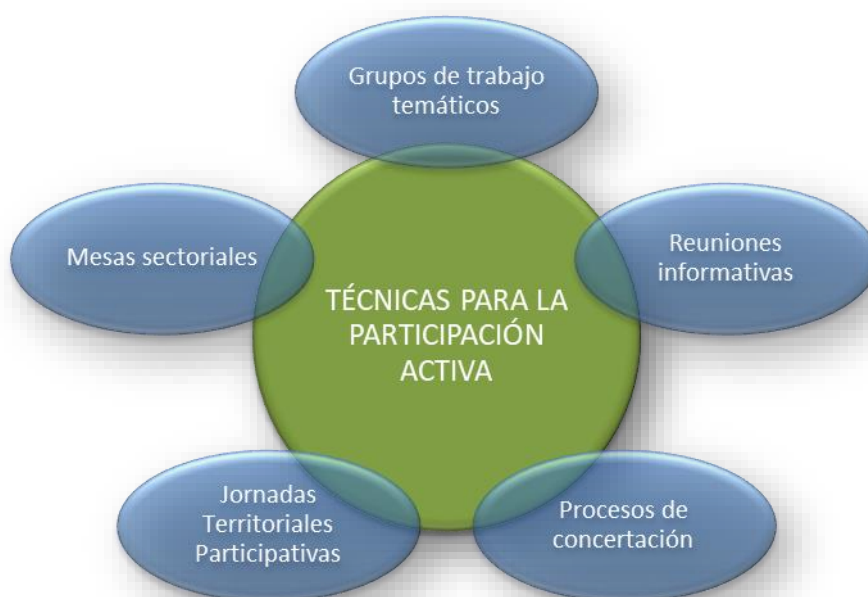 Grupos de trabajo
temáticos
Mesas sectoriales
Reuniones
informativas
TÉCNICAS PARA LA
PARTICIPACIÓN
ACTIVA
Jornadas
Territoriales
Participativas
Procesos de
concertación